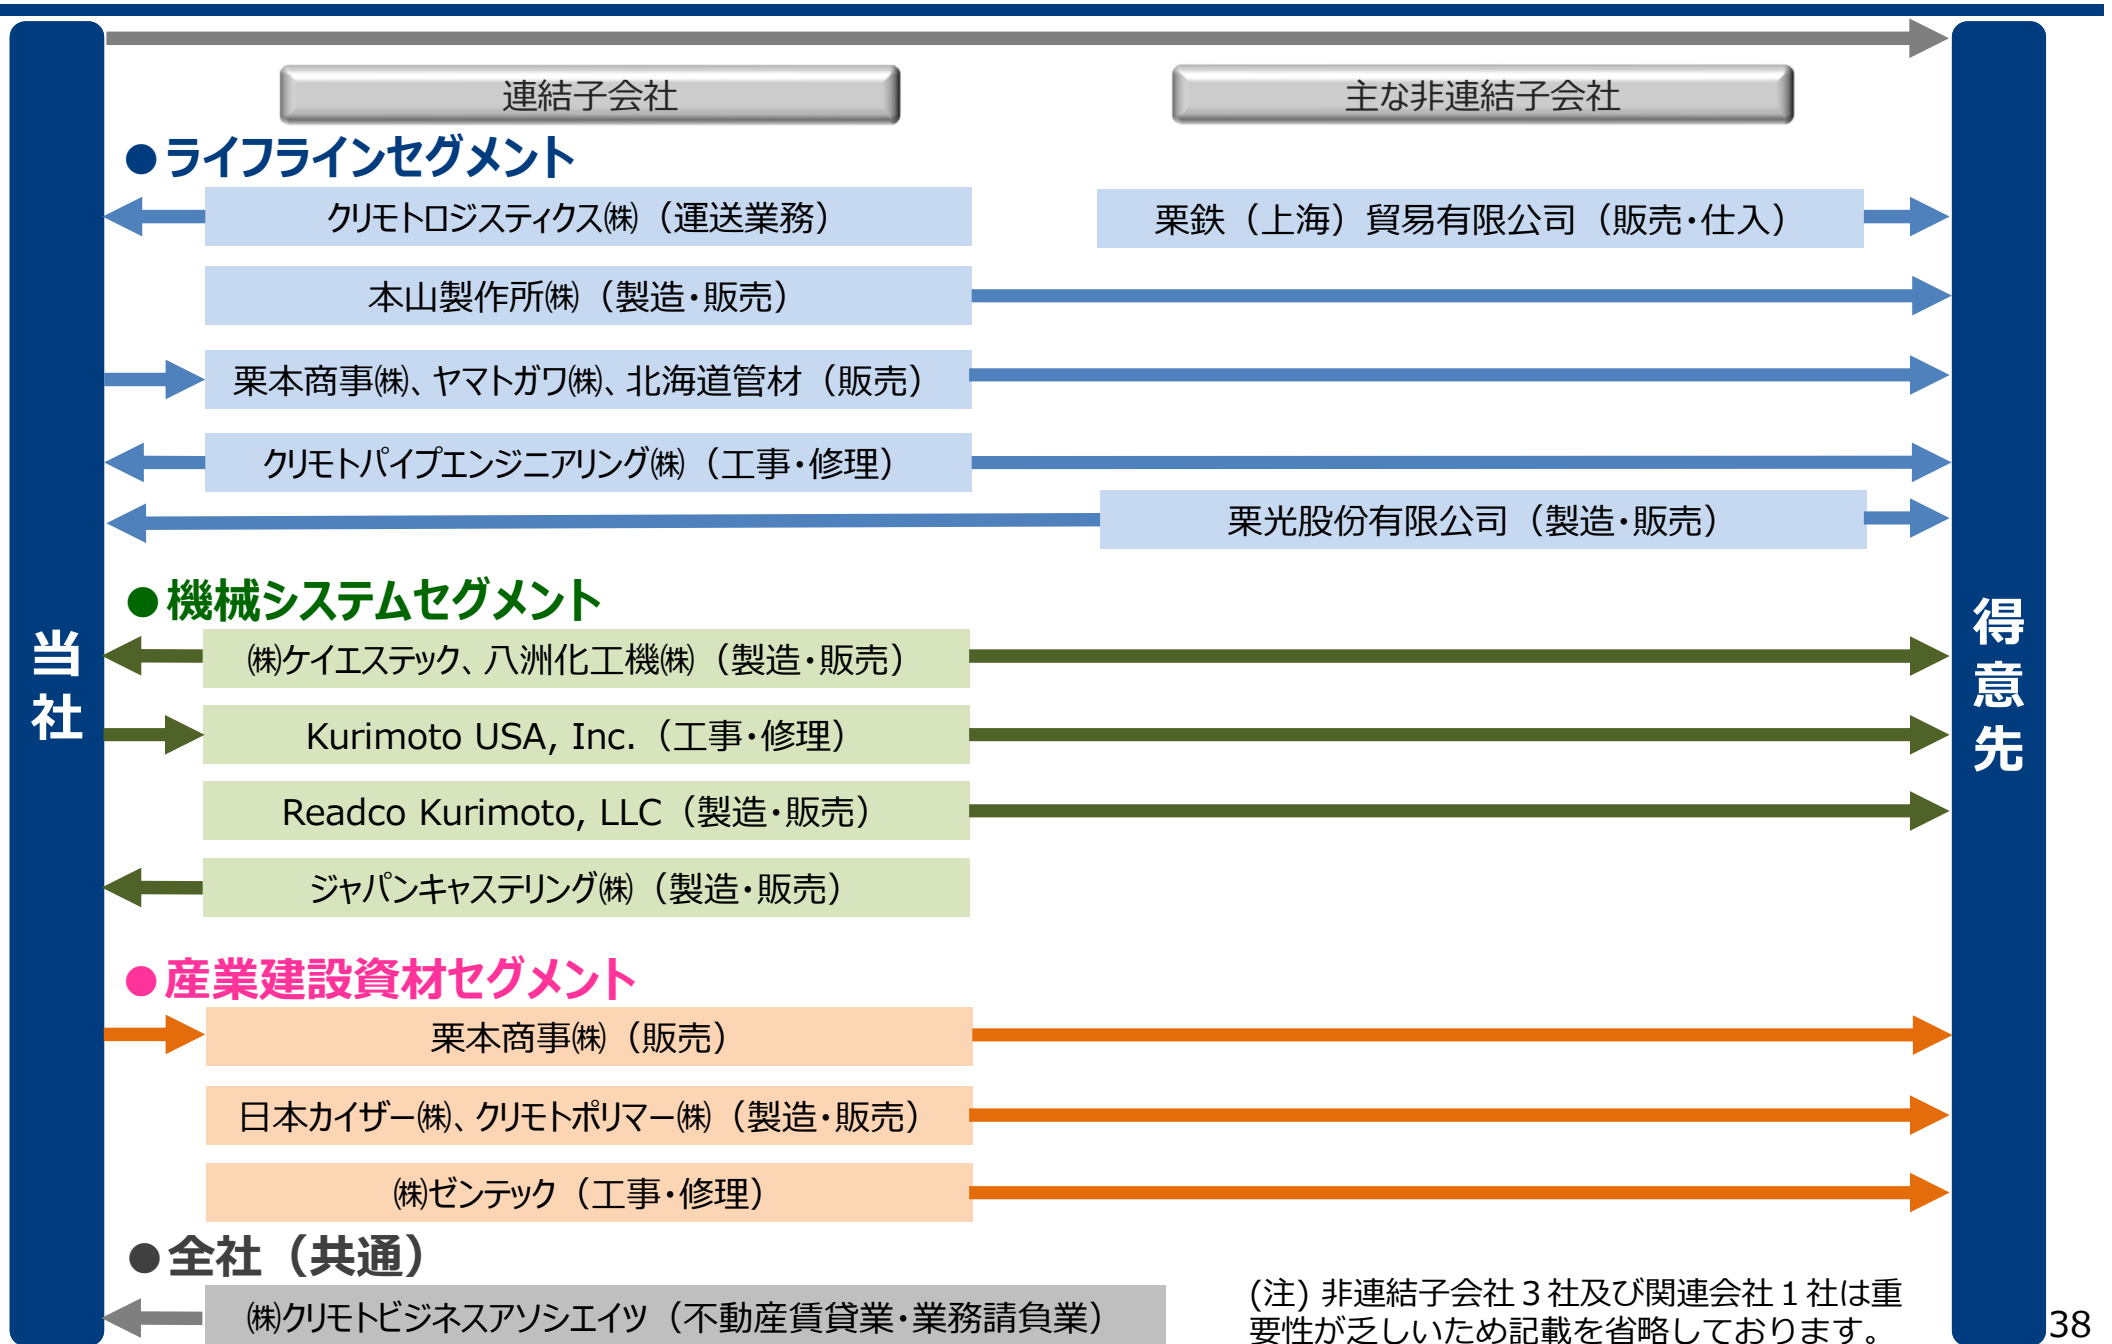 連結子会社
主な非連結子会社
●ライフラインセグメント
クリモトロジスティクス㈱（運送業務）
栗鉄（上海）貿易有限公司（販売・仕入）
本山製作所㈱（製造・販売）
栗本商事㈱、ヤマトガワ㈱、北海道管材（販売）
クリモトパイプエンジニアリング㈱（工事・修理）
栗光股份有限公司（製造・販売）
●機械システムセグメント
㈱ケイエステック、八洲化工機㈱（製造・販売）
Kurimoto USA, Inc.（工事・修理）
Readco Kurimoto, LLC（製造・販売）
ジャパンキャステリング㈱（製造・販売）
当社
得意先
●産業建設資材セグメント
栗本商事㈱（販売）
日本カイザー㈱、クリモトポリマー㈱（製造・販売）
㈱ゼンテック（工事・修理）
●全社（共通）
㈱クリモトビジネスアソシエイツ（不動産賃貸業・業務請負業）
(注) 非連結子会社３社及び関連会社１社は重
要性が乏しいため記載を省略しております。
38